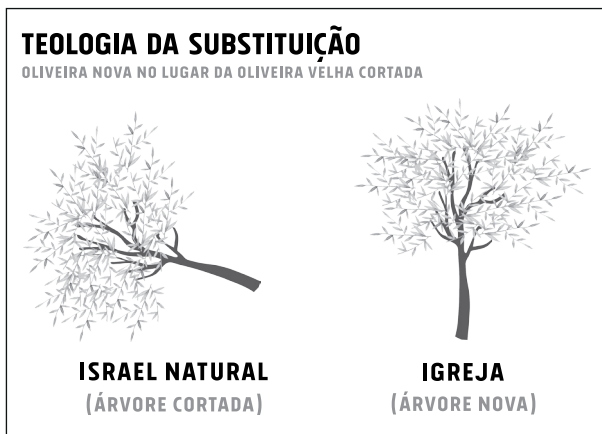 TEOLOGIA DA SUBSTITUIÇÃO
OLIVEIRA NOVA NO LUGAR DA OLIVEIRA VELHA CORTADA
ISRAEL NATURAL
(ÁRVORE CORTADA)
IGREJA
(ÁRVORE NOVA)